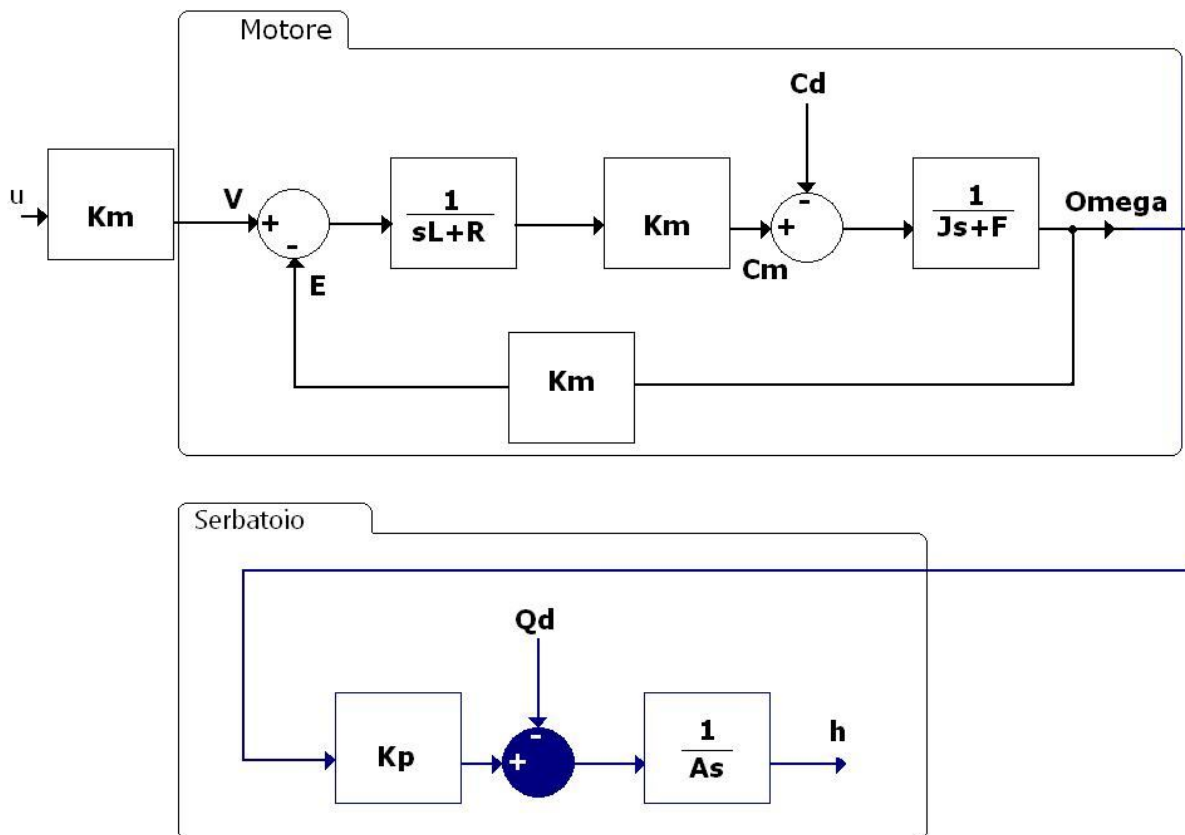 Motore
Cd
u
Km
V
+
-
1
sL+R
Km
+
-
Cm
1
Js+F
Omega
E
Km
Serbatoio
Qd
Kp
+
-
1
As
h